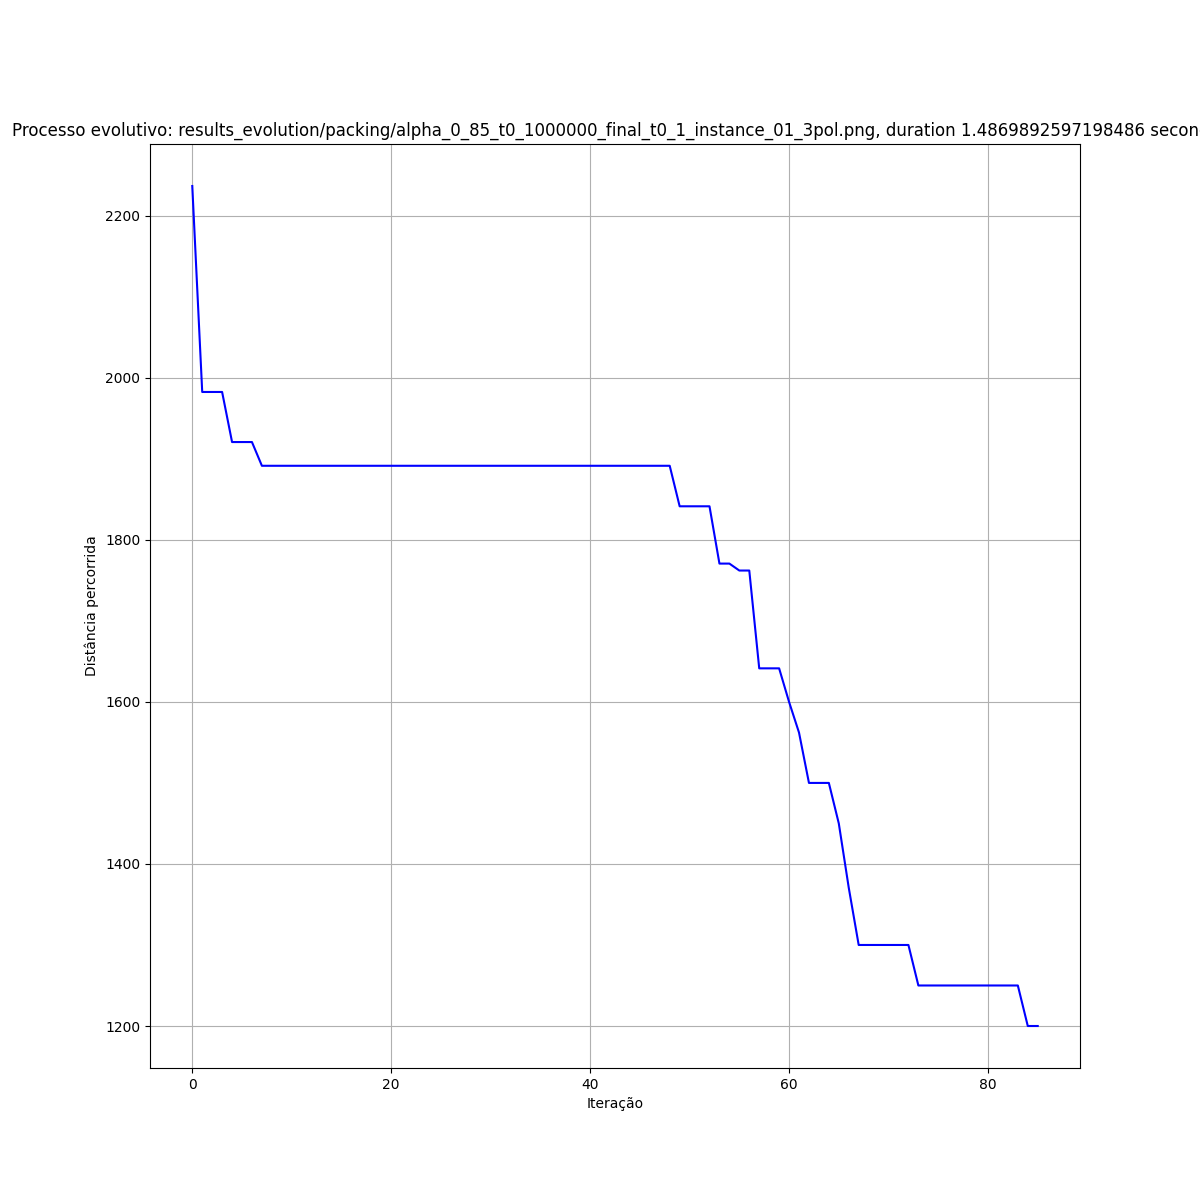 Processo evolutivo: results_evolution/packing/alpha_0_85_t0_1000000_final_t0_1_instance_01_3pol.png, duration 1.4869892597198486 secon
2200
2000
1800
1600
1400
1200
Distância percorrida
0 20 40 60 80
Iteração